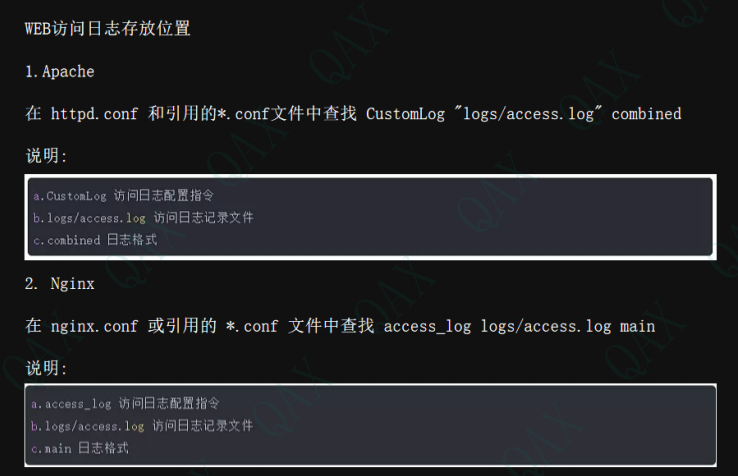 WEB访问日志存放位置
1.Apache
在 httpd.conf 和引用的*.conf文件中查找 CustomLog "logs/access.log" combined
说明:
a.CustomLog 访问日志配置指令
b.logs/access.log 访问日志记录文件
c.combined 日志格式
2. Nginx
在 nginx.conf 或引用的 *.conf 文件中查找 access_log logs/access.log main
说明:
a.access_log 访问日志配置指令
b.logs/access.log 访问日志记录文件
c.main 日志格式
QAX
QAX
QAX
QAX
QAX
QAX
QAX
QAX
QAX